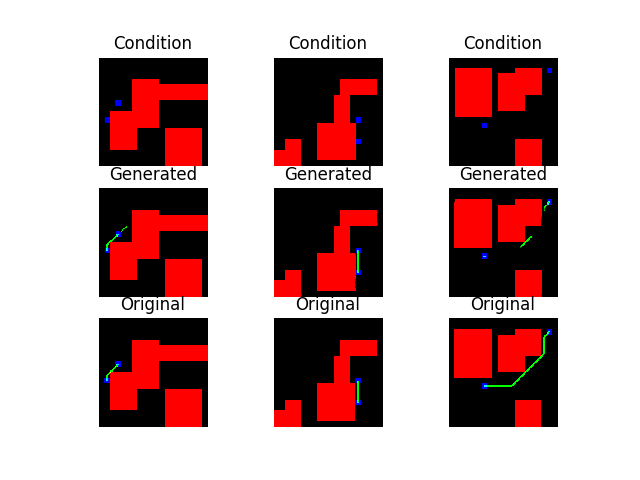 Condition Condition Condition
Generated Generated Generated
Original Original Original